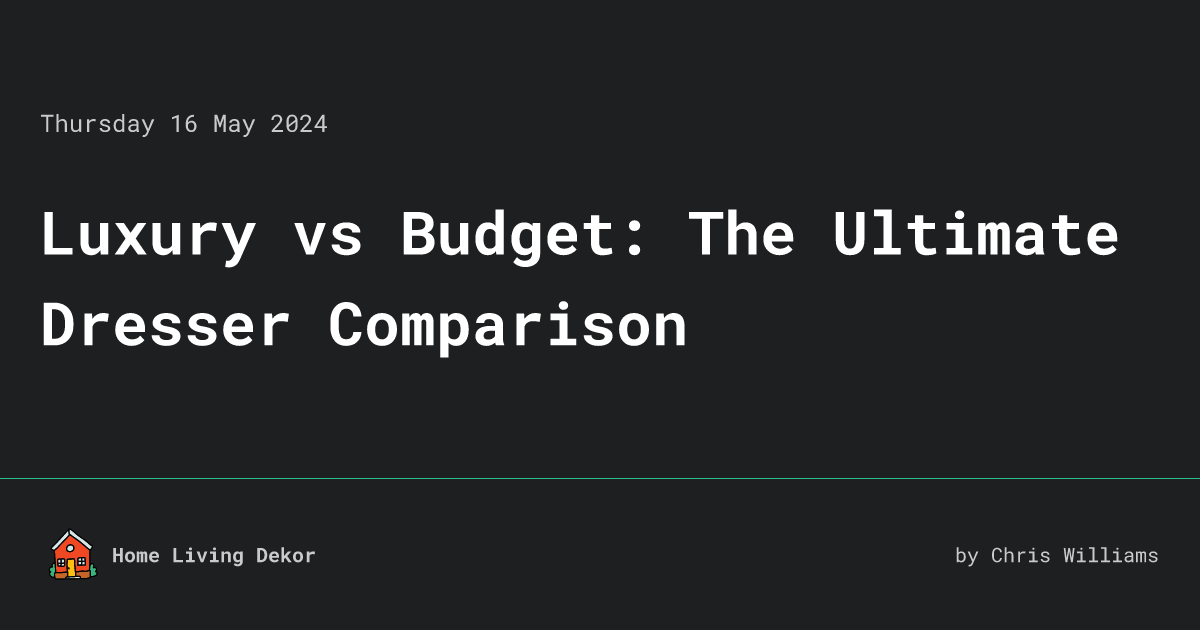 Thursday 16 May 2024
Luxury vs Budget: The Ultimate
Dresser Comparison
Home Living Dekor
by Chris Williams